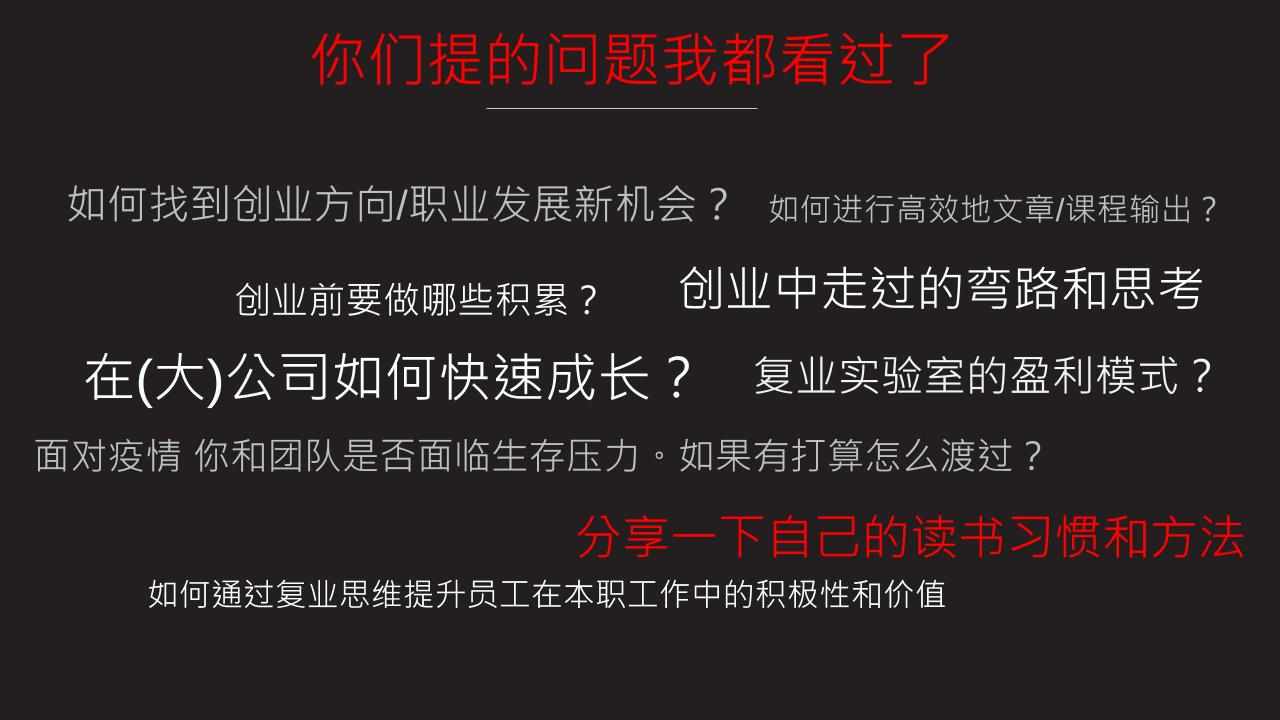 你们提的问题我都看过了
如何找到创业方向/职业发展新机会？
如何进行高效地文章/课程输出？
创业前要做哪些积累？
创业中走过的弯路和思考
在(大)公司如何快速成长？
复业实验室的盈利模式？
面对疫情 你和团队是否面临生存压力。如果有打算怎么渡过？
分享一下自己的读书习惯和方法
如何通过复业思维提升员工在本职工作中的积极性和价值